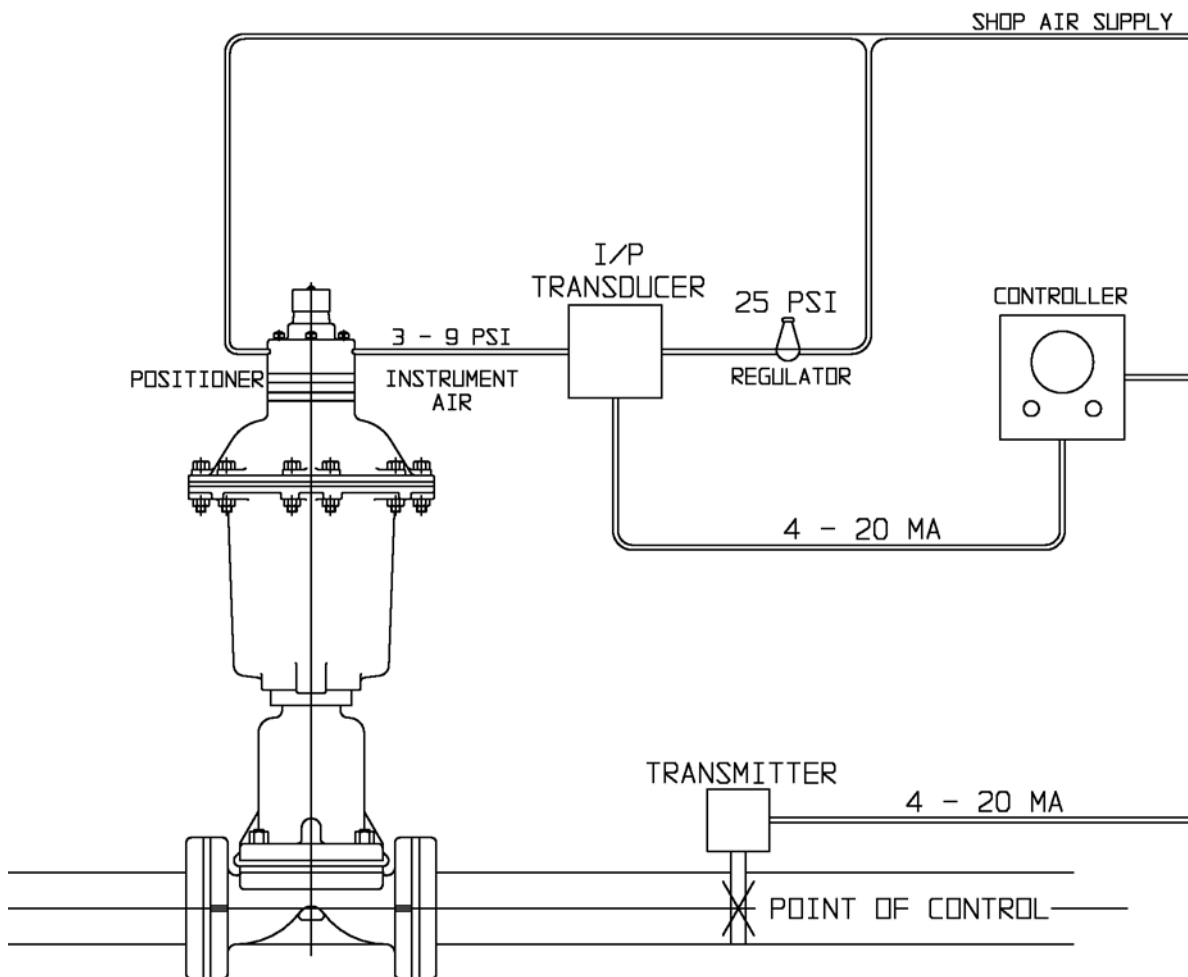 SHOP AIR SUPPLY
I/P
TRANSDUCER
25 PSI
CONTROLLER
3 - 9 PSI
POSITIONER
INSTRUMENT
AIR
REGULATOR
4 - 20 MA
TRANSMITTER
4 - 20 MA
POINT OF CONTROL